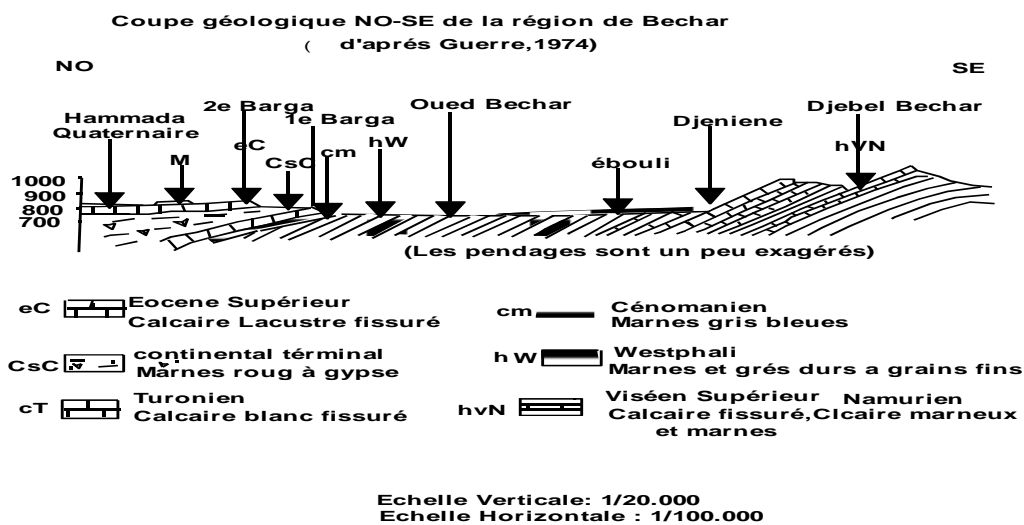 Coupe géologique NO-SE de la région de Bechar
( d'aprés Guerre,1974)
NO
SE
Hammada
Quaternaire
M
2e Barga
eC
1e Barga
CsC
cm
hW
Oued Bechar
ébouli
Djeniene
Djebel Bechar
hVN
1000
900
800
700
(Les pendages sont un peu exagérés)
eC Eocene Supérieur
Calcaire Lacustre fissuré
CsC continental términal
Marnes roug à gypse
cT Turonien
Calcaire blanc fissuré
cm Cénomanien
Marnes gris bleues
h W Westphali
Marnes et grés durs a grains fins
hvN Viséen Supérieur Namurien
Calcaire fissuré,Clcaire marneux
et marnes
Echelle Verticale: 1/20.000
Echelle Horizontale : 1/100.000